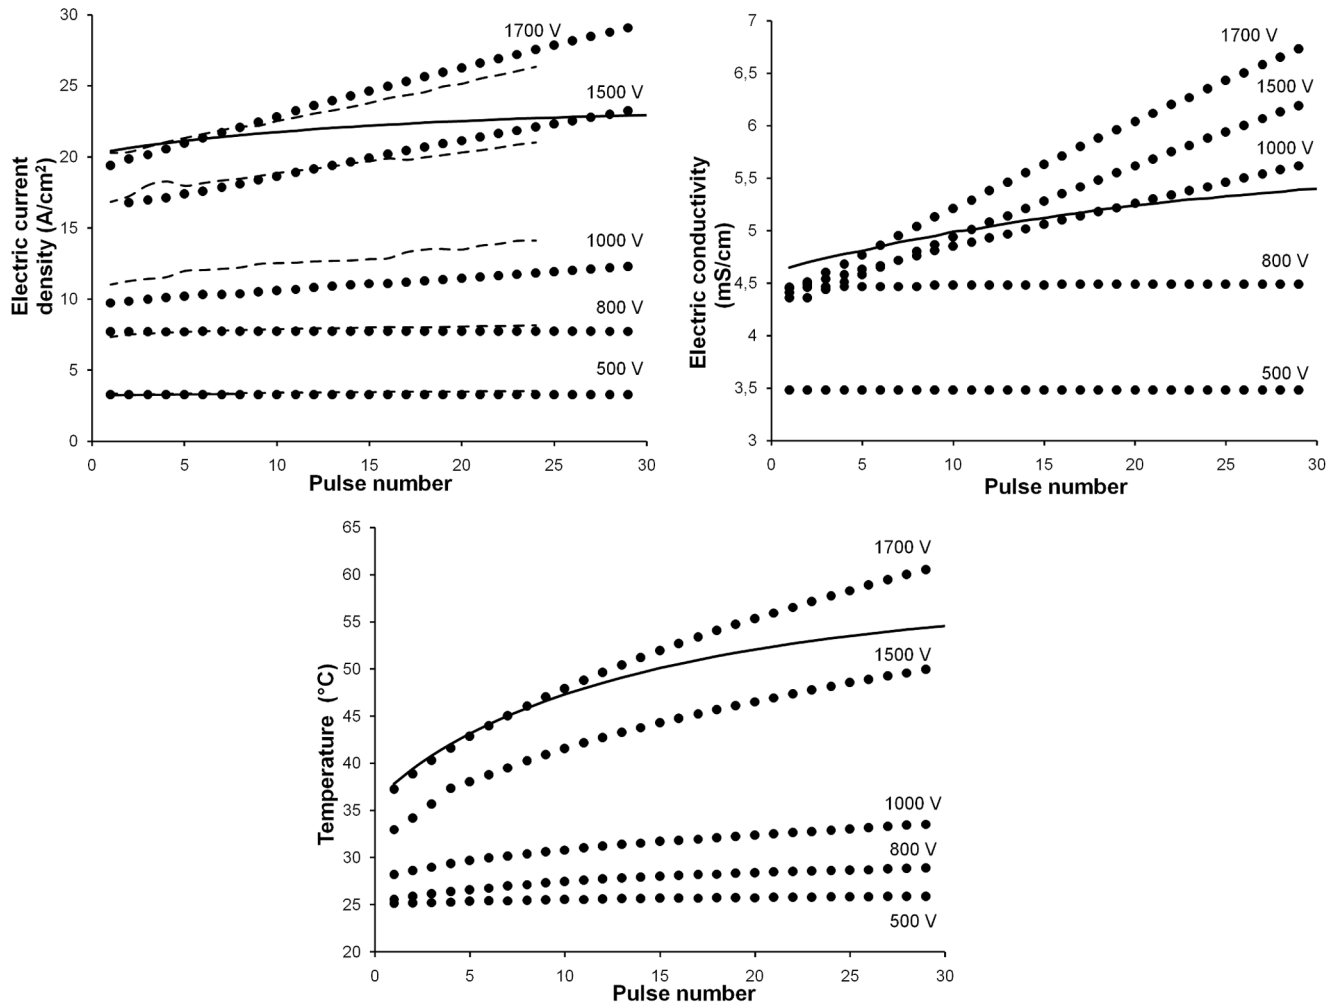 30
25
20
15
10
5
0
0 5 10 15 20 25 30
Electric current
density (A/cm²)
Pulse number
1700 V
1500 V
1000 V
800 V
500 V
7
6,5
6
5,5
5
4,5
4
3,5
3
0 5 10 15 20 25 30
Electric conductivity
(mS/cm)
Pulse number
1700 V
1500 V
1000 V
800 V
500 V
65
60
55
50
45
40
35
30
25
20
0 5 10 15 20 25 30
Temperature (°C)
Pulse number
1700 V
1500 V
1000 V
800 V
500 V